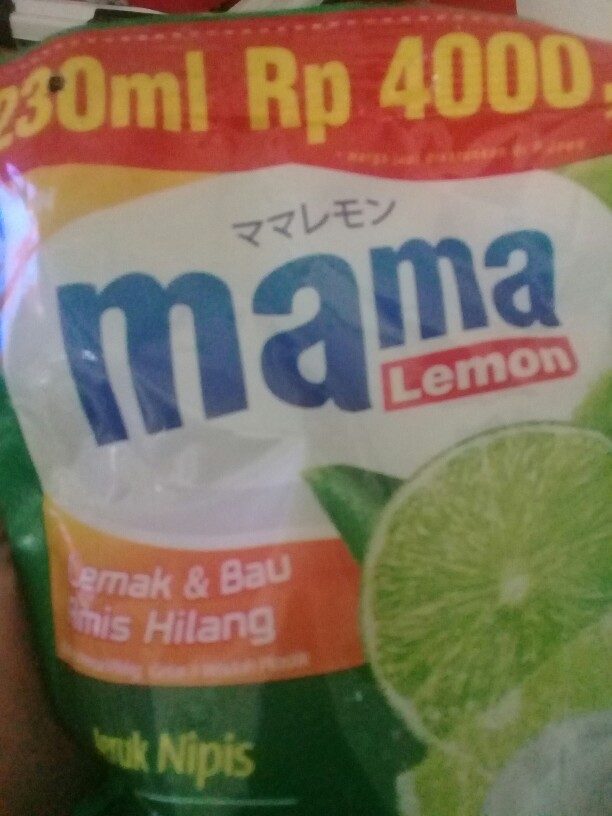 230ml Rp 4000,
ママレモン
mama
Lemon
Lemak & Bau
Amis Hilang
Jeruk Nipis